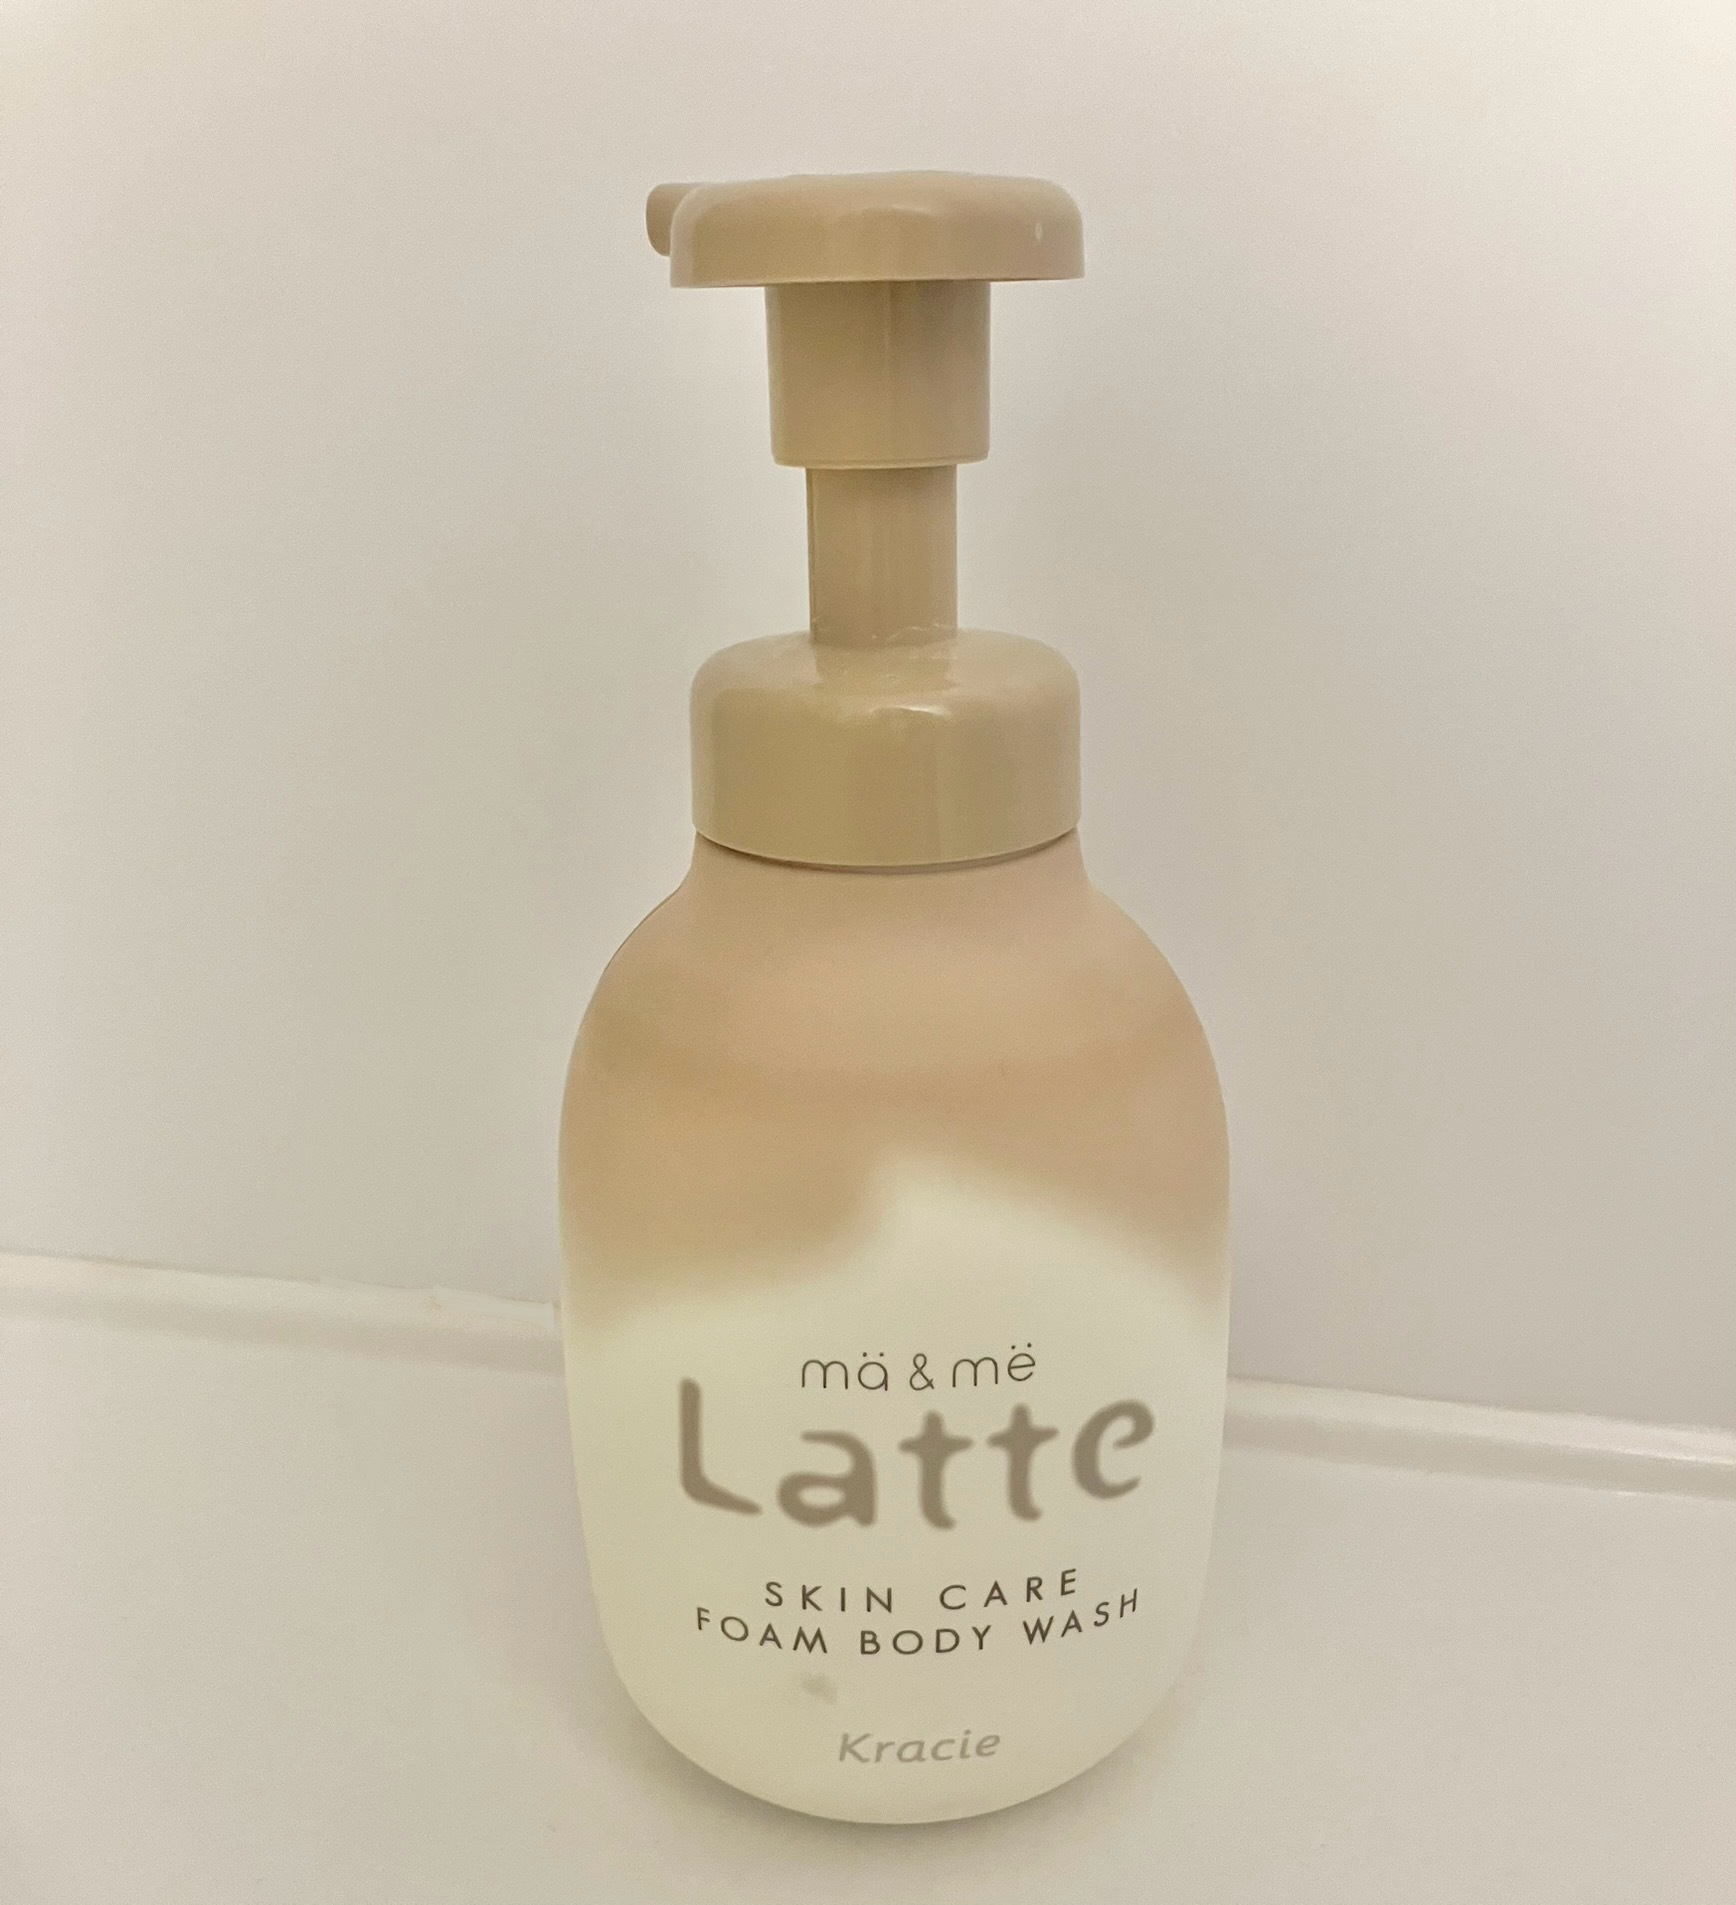 mä & më
Latte
SKIN CARE
FOAM BODY WASH
Kracie